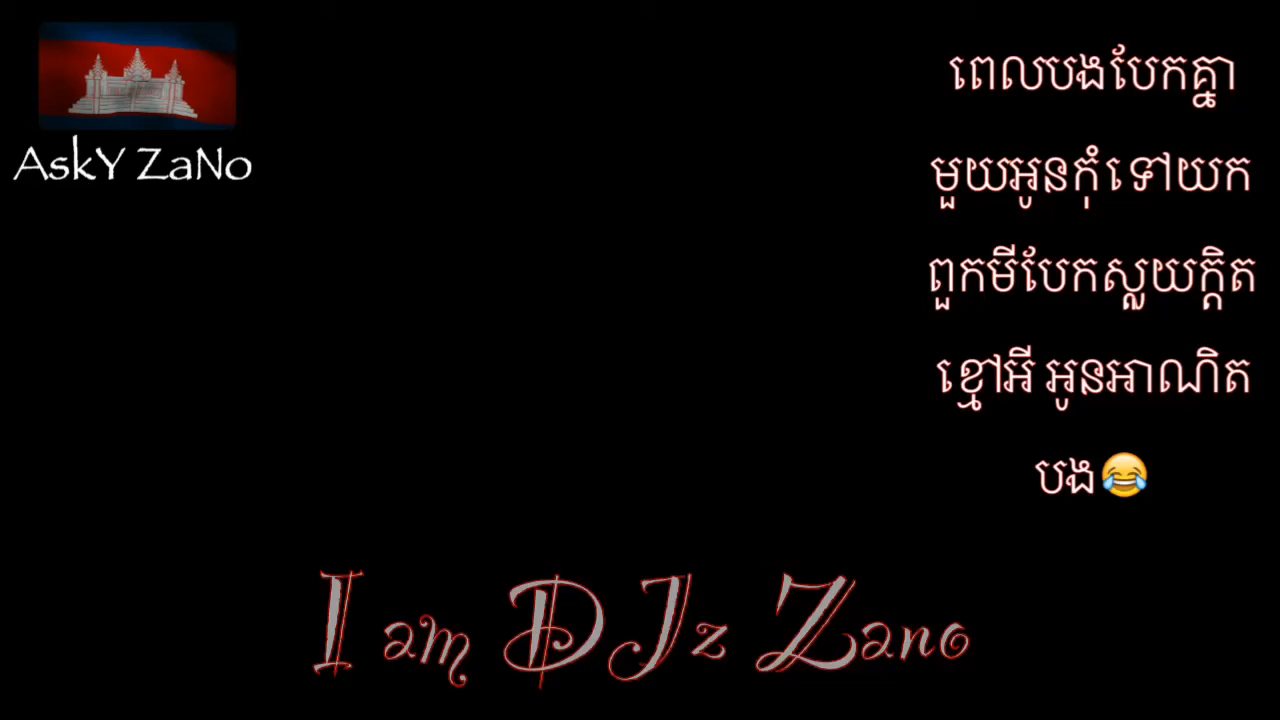 AskY ZaNo
ពេលបងបែកគ្នា
មួយអូនកុំទៅយក
ពួកមីបែកស្លួយក្តិត
ខ្មៅអី អូនអាណិត
បង😂
I am DJz Zano